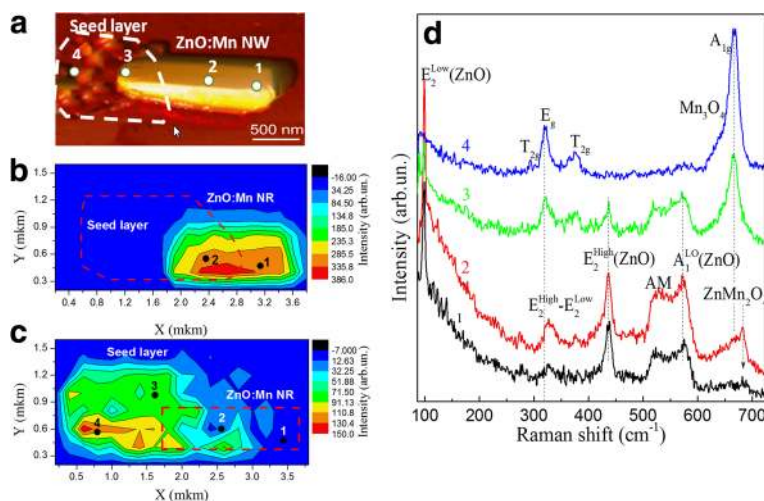 a
Seed layer
ZnO:Mn NW
4
3
2
1
500 nm
b
Y (mkm)
1.5
1.2
0.9
0.6
0.3
ZnO:Mn NR
Seed layer
2
1
0.6 1.2 1.8 2.4 3.0 3.6
X (mkm)
-16.00
34.25
84.50
134.8
185.0
235.3
285.5
335.8
386.0
Intensity (arb.un.)
c
Y (mkm)
1.5
1.2
0.9
0.6
0.3
Seed layer
ZnO:Mn NR
3
4
2
1
0.5 1.0 1.5 2.0 2.5 3.0 3.5
X (mkm)
-7.000
12.63
32.25
51.88
71.50
91.13
110.8
130.4
150.0
Intensity (arb.un.)
d
Intensity (arb.un.)
E₂ᴸᵒʷ(ZnO)
A₁g
Mn₃O₄
4
T₂g
Eg
T₂g
3
2
E₂ᴴⁱᵍʰ(ZnO)
A₁ᴸᴼ(ZnO)
AM
E₂ᴴⁱᵍʰ-E₂ᴸᵒʷ
ZnMn₂O
1
100 200 300 400 500 600 700
Raman shift (cm⁻¹)